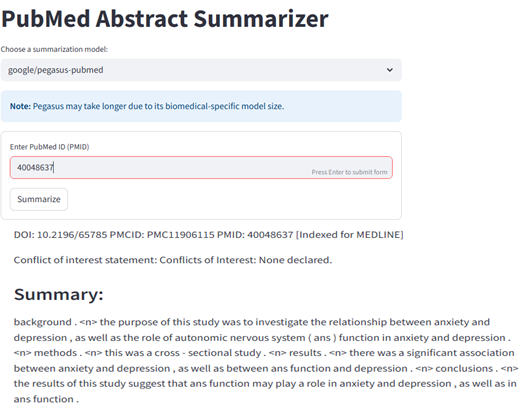 PubMed Abstract Summarizer
Choose a summarization model:
google/pegasus-pubmed
Note: Pegasus may take longer due to its biomedical-specific model size.
Enter PubMed ID (PMID)
40048637
Press Enter to submit form
Summarize
DOI: 10.2196/65785 PMCID: PMC11906115 PMID: 40048637 [Indexed for MEDLINE]
Conflict of interest statement: Conflicts of Interest: None declared.
Summary:
background . <n> the purpose of this study was to investigate the relationship between anxiety and
depression , as well as the role of autonomic nervous system ( ans ) function in anxiety and depression .
<n> methods . <n> this was a cross - sectional study . <n> results . <n> there was a significant association
between anxiety and depression , as well as between ans function and depression . <n> conclusions . <n>
the results of this study suggest that ans function may play a role in anxiety and depression , as well as in
ans function .